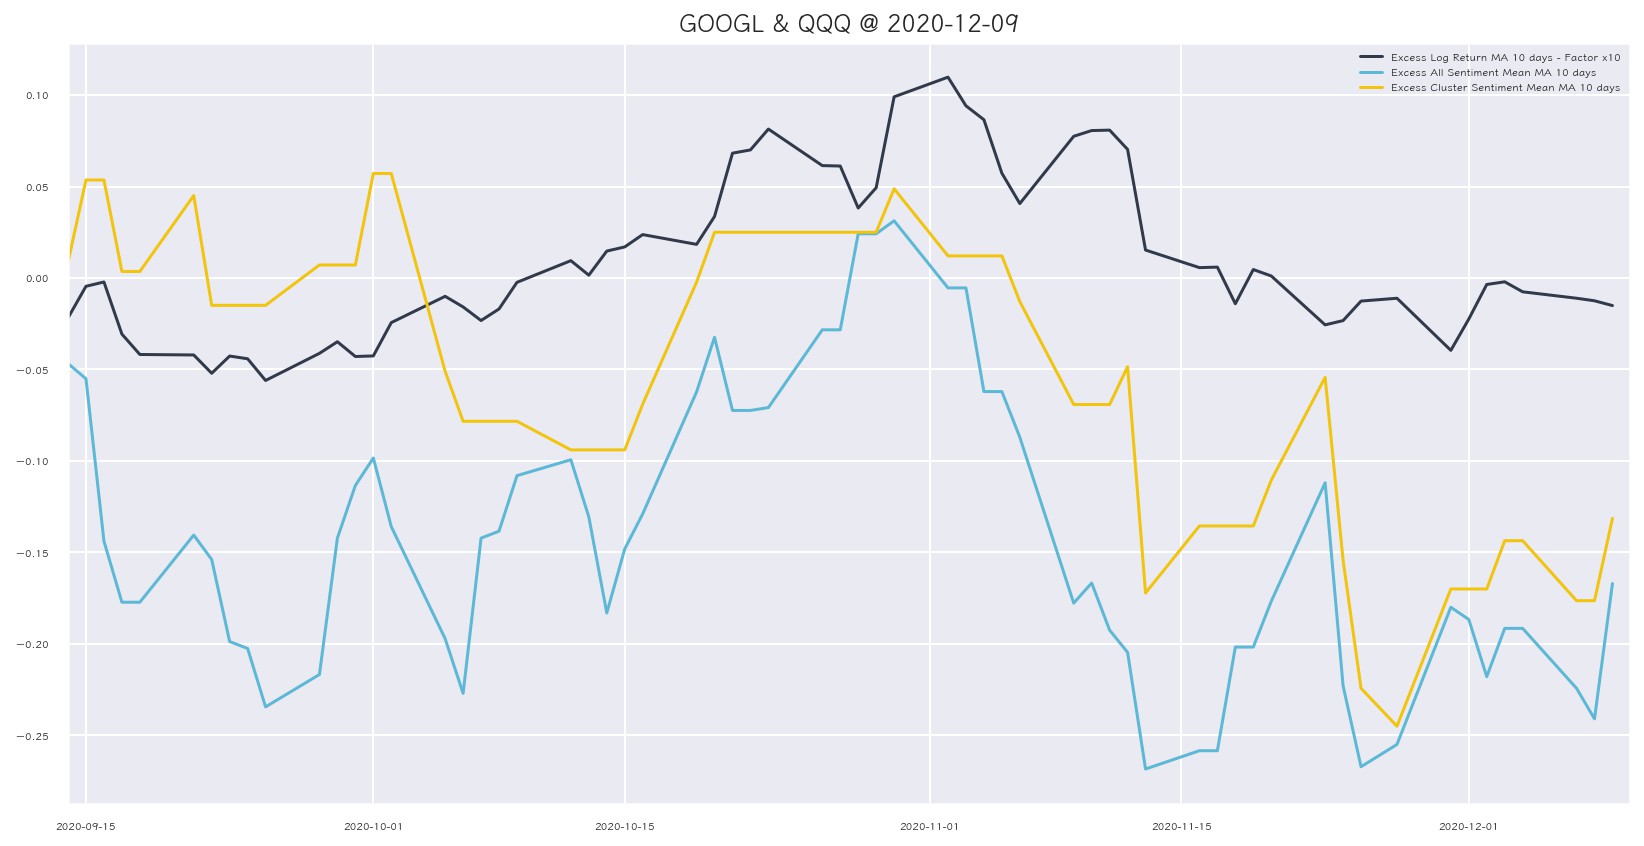 GOOGL & QQQ @ 2020-12-09
Excess Log Return MA 10 days - Factor x10
Excess All Sentiment Mean MA 10 days
Excess Cluster Sentiment Mean MA 10 days
0.10
0.05
0.00
−0.05
−0.10
−0.15
−0.20
−0.25
2020-09-15 2020-10-01 2020-10-15 2020-11-01 2020-11-15 2020-12-01